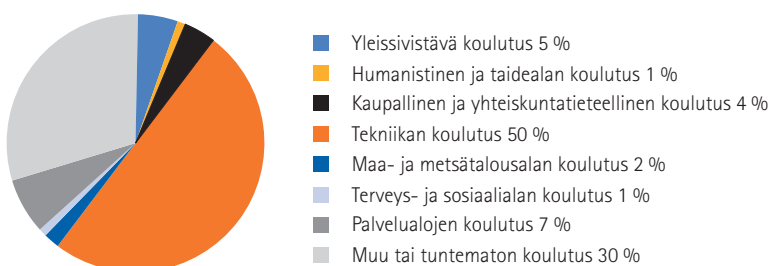 Yleissivistävä koulutus 5 %
Humanistinen ja taidealan koulutus 1 %
Kaupallinen ja yhteiskuntatieteellinen koulutus 4 %
Tekniikan koulutus 50 %
Maa- ja metsätalousalan koulutus 2 %
Terveys- ja sosiaalialan koulutus 1 %
Palvelualojen koulutus 7 %
Muu tai tuntematon koulutus 30 %